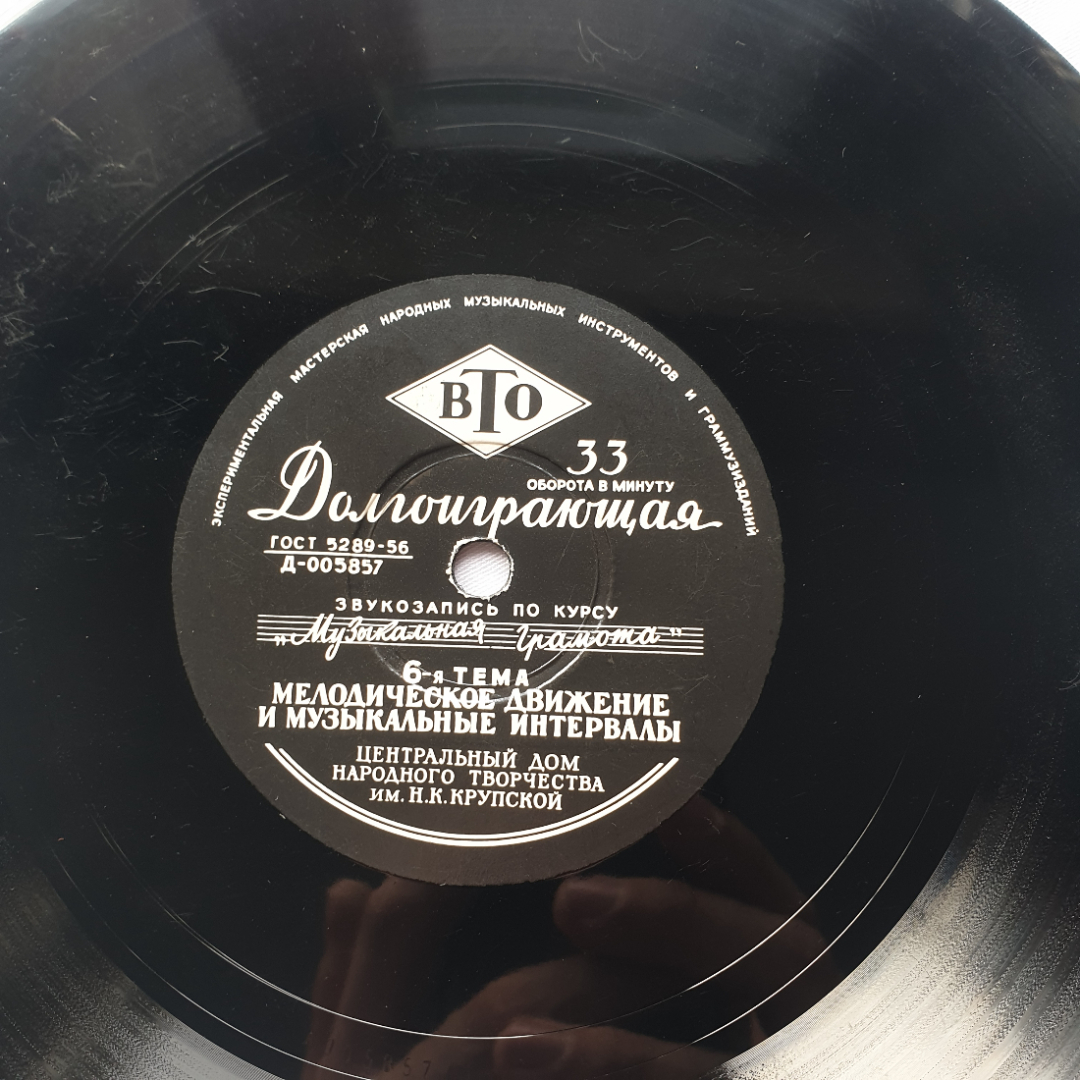 ЭКСПЕРИМЕНТАЛЬНАЯ МАСТЕРСКАЯ НАРОДНЫХ МУЗЫКАЛЬНЫХ ИНСТРУМЕНТОВ И ГРАММУЗИЗДАНИЙ
ВТО
33
ОБОРОТА В МИНУТУ
Долгоиграющая
ГОСТ 5289-56
Д-005857
ЗВУКОЗАПИСЬ ПО КУРСУ
„Музыкальная грамота"
6-я ТЕМА
МЕЛОДИЧЕСКОЕ ДВИЖЕНИЕ
И МУЗЫКАЛЬНЫЕ ИНТЕРВАЛЫ
ЦЕНТРАЛЬНЫЙ ДОМ
НАРОДНОГО ТВОРЧЕСТВА
им. Н.К.КРУПСКОЙ